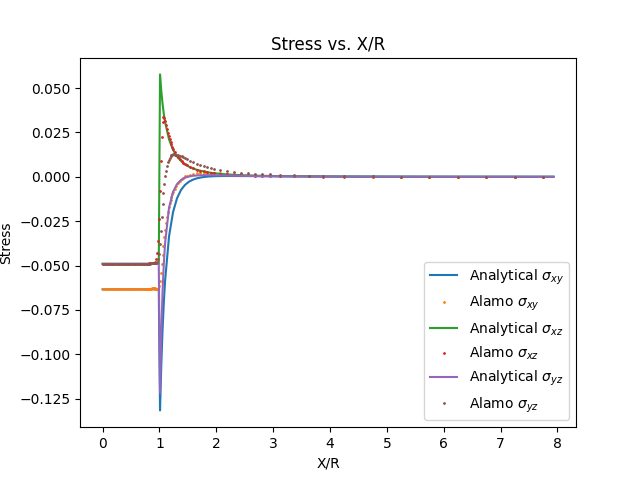 Stress vs. X/R
0.050
0.025
0.000
−0.025
−0.050
−0.075
−0.100
−0.125
Stress
Analytical σxy
Alamo σxy
Analytical σxz
Alamo σxz
Analytical σyz
Alamo σyz
0 1 2 3 4 5 6 7 8
X/R